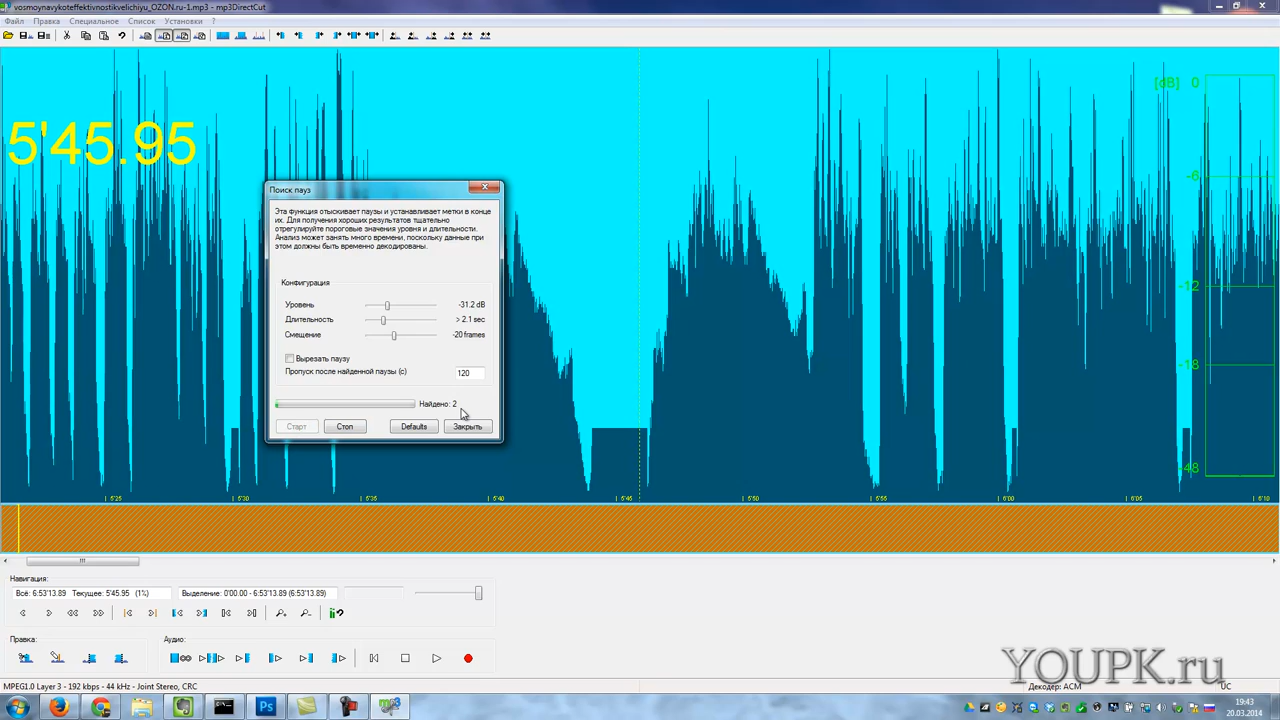 vosmoynavykoteffektivnostikvelichiyu_OZON.ru-1.mp3 - mp3DirectCut
Файл Правка Специальное Список Установки ?
5'45.95
[dB] 0
-6
-12
-18
-48
Поиск пауз
Эта функция отыскивает паузы и устанавливает метки в конце
их. Для получения хороших результатов тщательно
отрегулируйте пороговые значения уровня и длительности.
Анализ может занять много времени, поскольку данные при
этом должны быть временно декодированы.
Конфигурация
Уровень -31.2 dB
Длительность > 2.1 sec
Смещение -20 frames
Вырезать паузу
Пропуск после найденной паузы (с) 120
Найдено: 2
Старт Стоп Defaults Закрыть
5'25 5'30 5'35 5'40 5'45 5'50 5'55 6'00 6'05 6'10
Навигация:
Всё: 6:53'13.89 Текущее: 5'45.95 (1%) Выделение: 0'00.00 - 6:53'13.89 (6:53'13.89)
Правка: Аудио:
YOUPK.ru
MPEG1.0 Layer 3 - 192 kbps - 44 kHz - Joint Stereo, CRC Декодер: ACM UC
19:43
20.03.2014